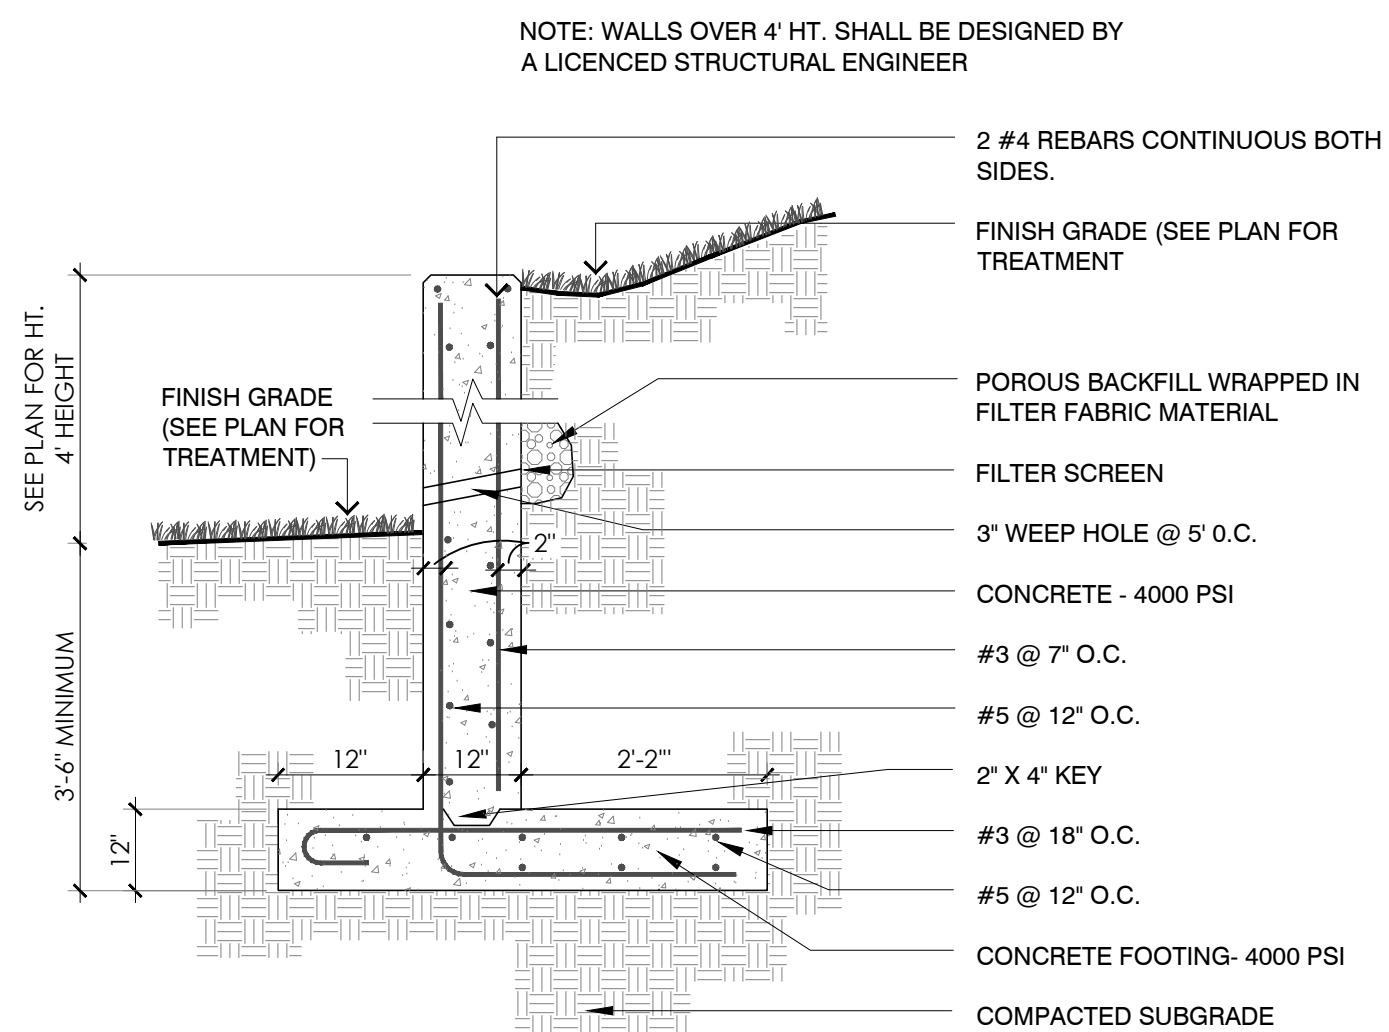 NOTE: WALLS OVER 4' HT. SHALL BE DESIGNED BY
A LICENCED STRUCTURAL ENGINEER
2 #4 REBARS CONTINUOUS BOTH
SIDES.
FINISH GRADE (SEE PLAN FOR
TREATMENT
SEE PLAN FOR HT.
4' HEIGHT
FINISH GRADE
(SEE PLAN FOR
TREATMENT)
POROUS BACKFILL WRAPPED IN
FILTER FABRIC MATERIAL
FILTER SCREEN
3" WEEP HOLE @ 5' 0.C.
2"
CONCRETE - 4000 PSI
#3 @ 7" O.C.
#5 @ 12" O.C.
3'-6" MINIMUM
12"
12"
2'-2'"
2" X 4" KEY
12"
#3 @ 18" O.C.
#5 @ 12" O.C.
CONCRETE FOOTING- 4000 PSI
COMPACTED SUBGRADE